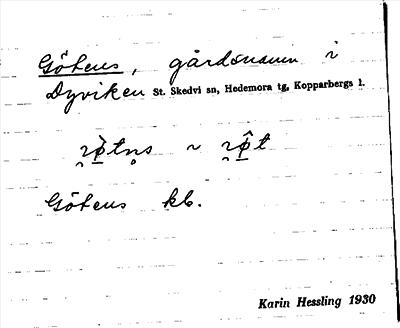 Götens, gårdsnamn i
Dyviken St. Skedvi sn, Hedemora tg, Kopparbergs l.
Götens kb.
Karin Hessling 1930